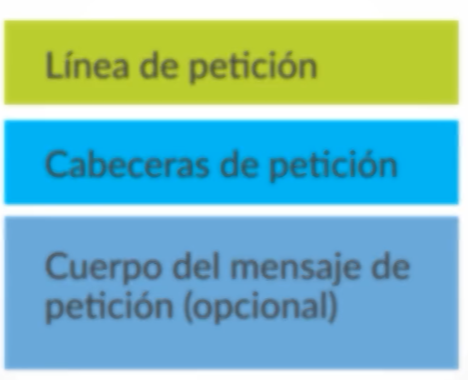 Línea de petición
Cabeceras de petición
Cuerpo del mensaje de
petición (opcional)